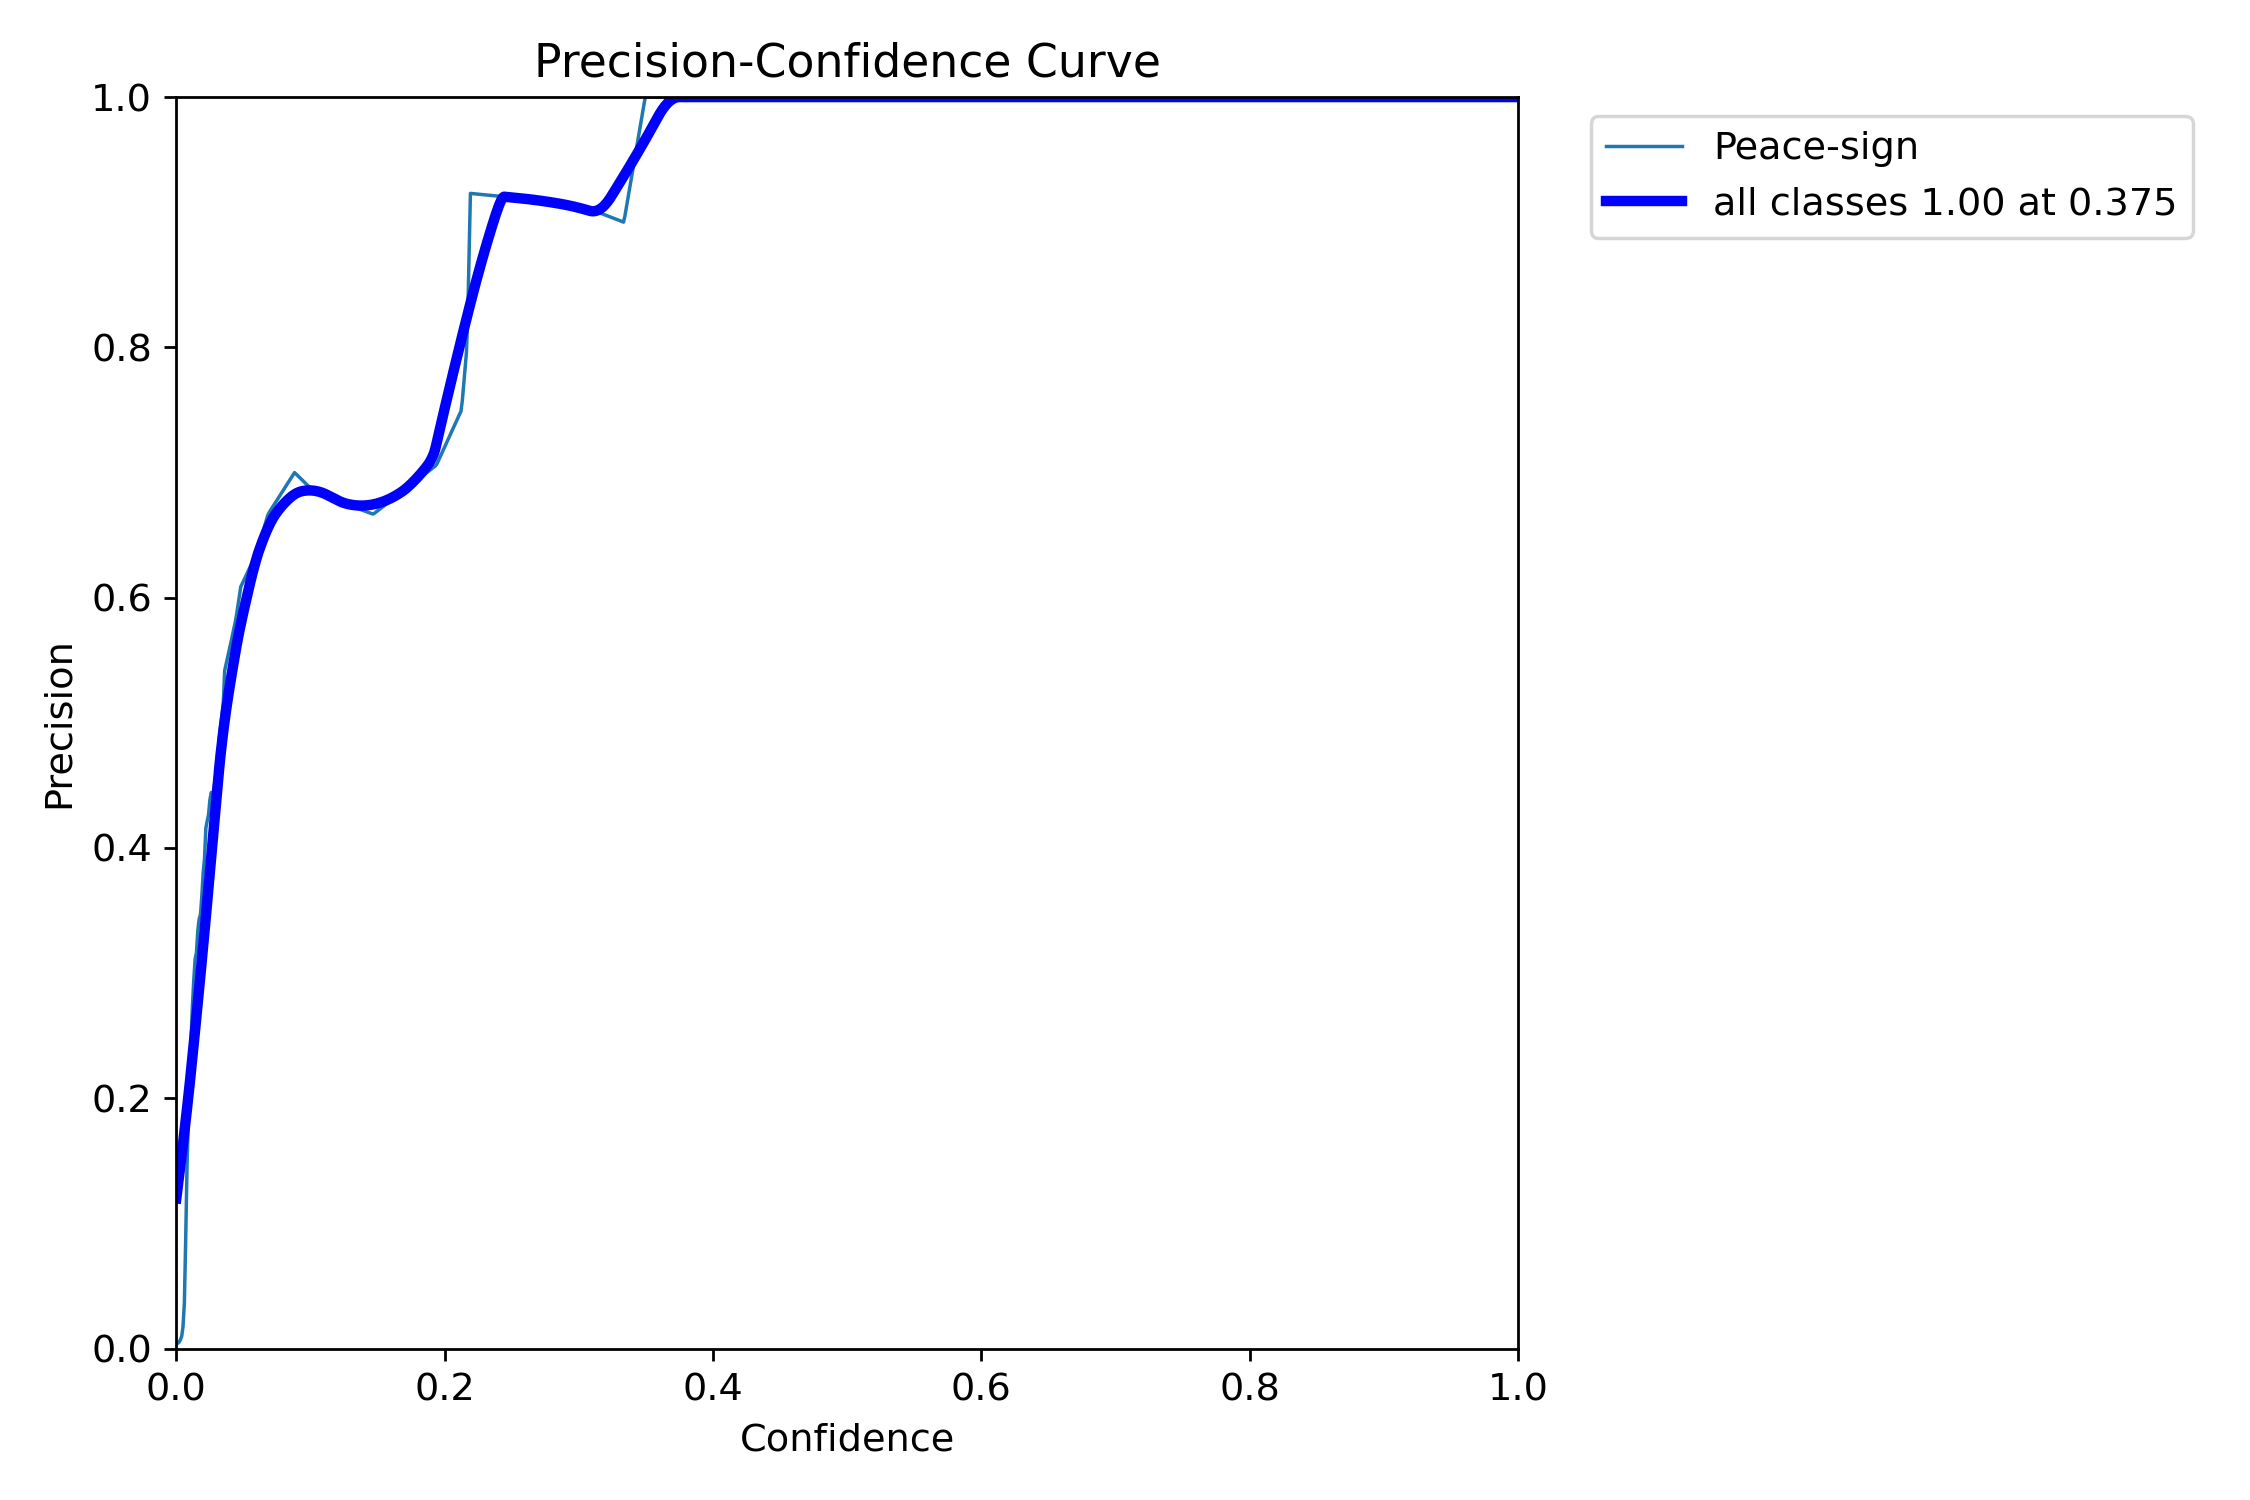 Precision-Confidence Curve
1.0
0.8
0.6
0.4
0.2
0.0
Precision
0.0 0.2 0.4 0.6 0.8 1.0
Confidence
Peace-sign
all classes 1.00 at 0.375